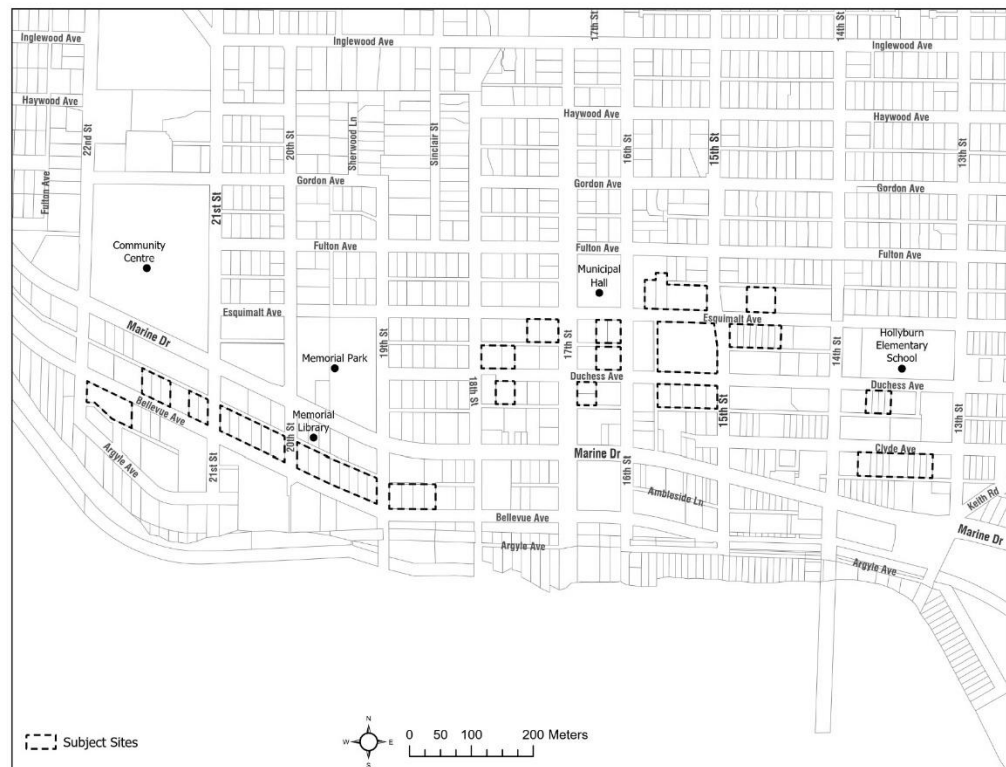 Inglewood Ave
Inglewood Ave
17th St
14th St
Inglewood Ave
Haywood Ave
Haywood Ave
Haywood Ave
22nd St
20th St
Sherwood Ln
Sinclair St
16th St
15th St
13th St
Fulton Ave
21st St
Gordon Ave
Gordon Ave
Gordon Ave
Community
Centre
Fulton Ave
Fulton Ave
Fulton Ave
Municipal
Hall
Esquimalt Ave
Esquimalt Ave
Marine Dr
19th St
17th St
14th St
Hollyburn
Elementary
School
Memorial Park
Duchess Ave
Duchess Ave
18th St
15th St
13th St
Bellevue Ave
Memorial
Library
20th St
21st St
Argyle Ave
Marine Dr
16th St
Clyde Ave
Ambleside Ln
Keith Rd
Bellevue Ave
Marine Dr
Argyle Ave
Argyle Ave
N
W
E
S
Subject Sites
0
50
100
200 Meters